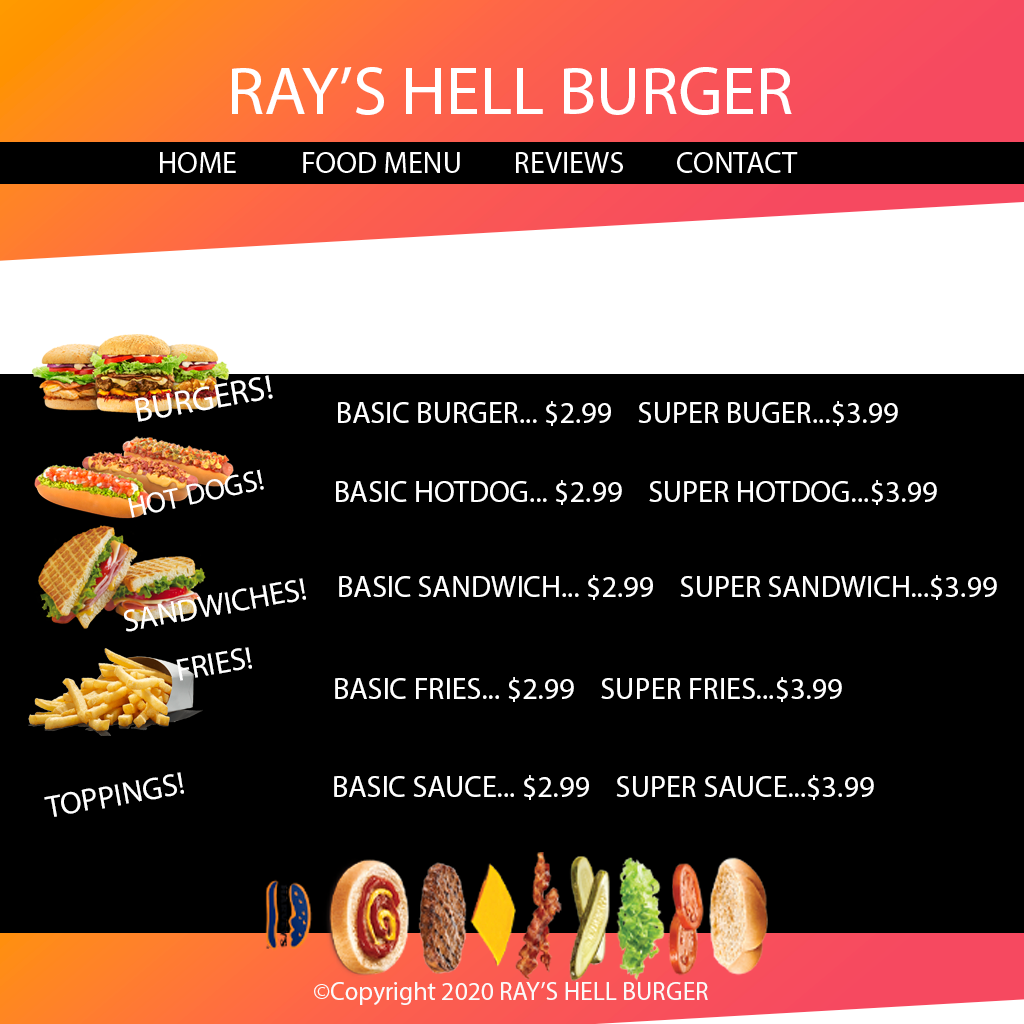 RAY’S HELL BURGER
HOME FOOD MENU REVIEWS CONTACT
BURGERS!
BASIC BURGER... $2.99 SUPER BUGER...$3.99
HOT DOGS!
BASIC HOTDOG... $2.99 SUPER HOTDOG...$3.99
SANDWICHES!
BASIC SANDWICH... $2.99 SUPER SANDWICH...$3.99
FRIES!
BASIC FRIES... $2.99 SUPER FRIES...$3.99
TOPPINGS!
BASIC SAUCE... $2.99 SUPER SAUCE...$3.99
©Copyright 2020 RAY’S HELL BURGER